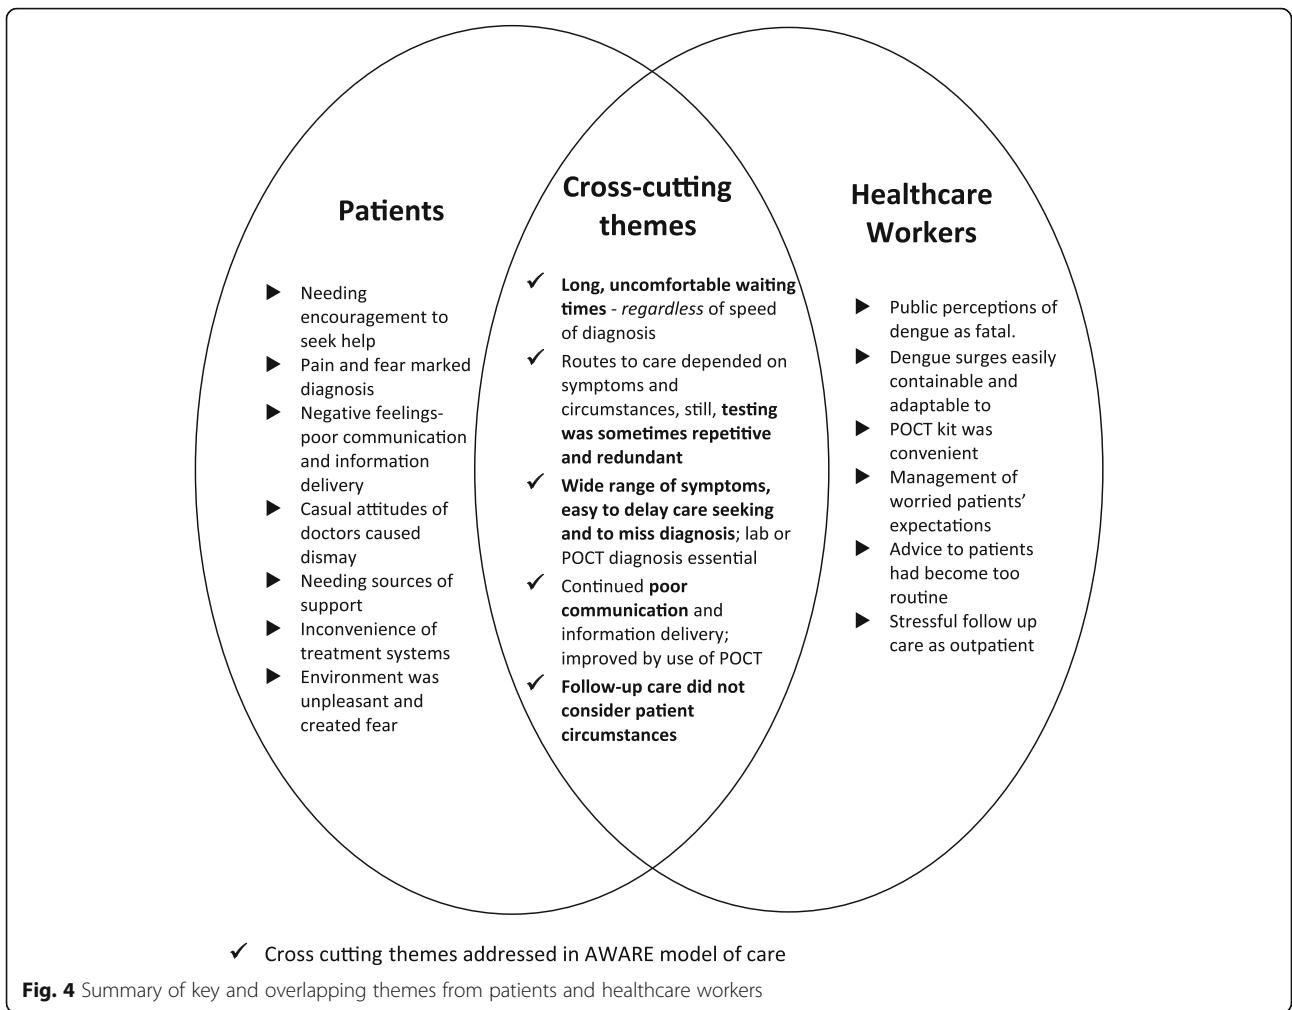 Patients
▶ Needing
encouragement to
seek help
▶ Pain and fear marked
diagnosis
▶ Negative feelings-
poor communication
and information
delivery
▶ Casual attitudes of
doctors caused
dismay
▶ Needing sources of
support
▶ Inconvenience of
treatment systems
▶ Environment was
unpleasant and
created fear
Cross-cutting
themes
✓ Long, uncomfortable waiting
times - regardless of speed
of diagnosis
✓ Routes to care depended on
symptoms and
circumstances, still, testing
was sometimes repetitive
and redundant
✓ Wide range of symptoms,
easy to delay care seeking
and to miss diagnosis; lab or
POCT diagnosis essential
✓ Continued poor
communication and
information delivery;
improved by use of POCT
✓ Follow-up care did not
consider patient
circumstances
Healthcare
Workers
▶ Public perceptions of
dengue as fatal.
▶ Dengue surges easily
containable and
adaptable to
▶ POCT kit was
convenient
▶ Management of
worried patients’
expectations
▶ Advice to patients
had become too
routine
▶ Stressful follow up
care as outpatient
✓ Cross cutting themes addressed in AWARE model of care
Fig. 4 Summary of key and overlapping themes from patients and healthcare workers